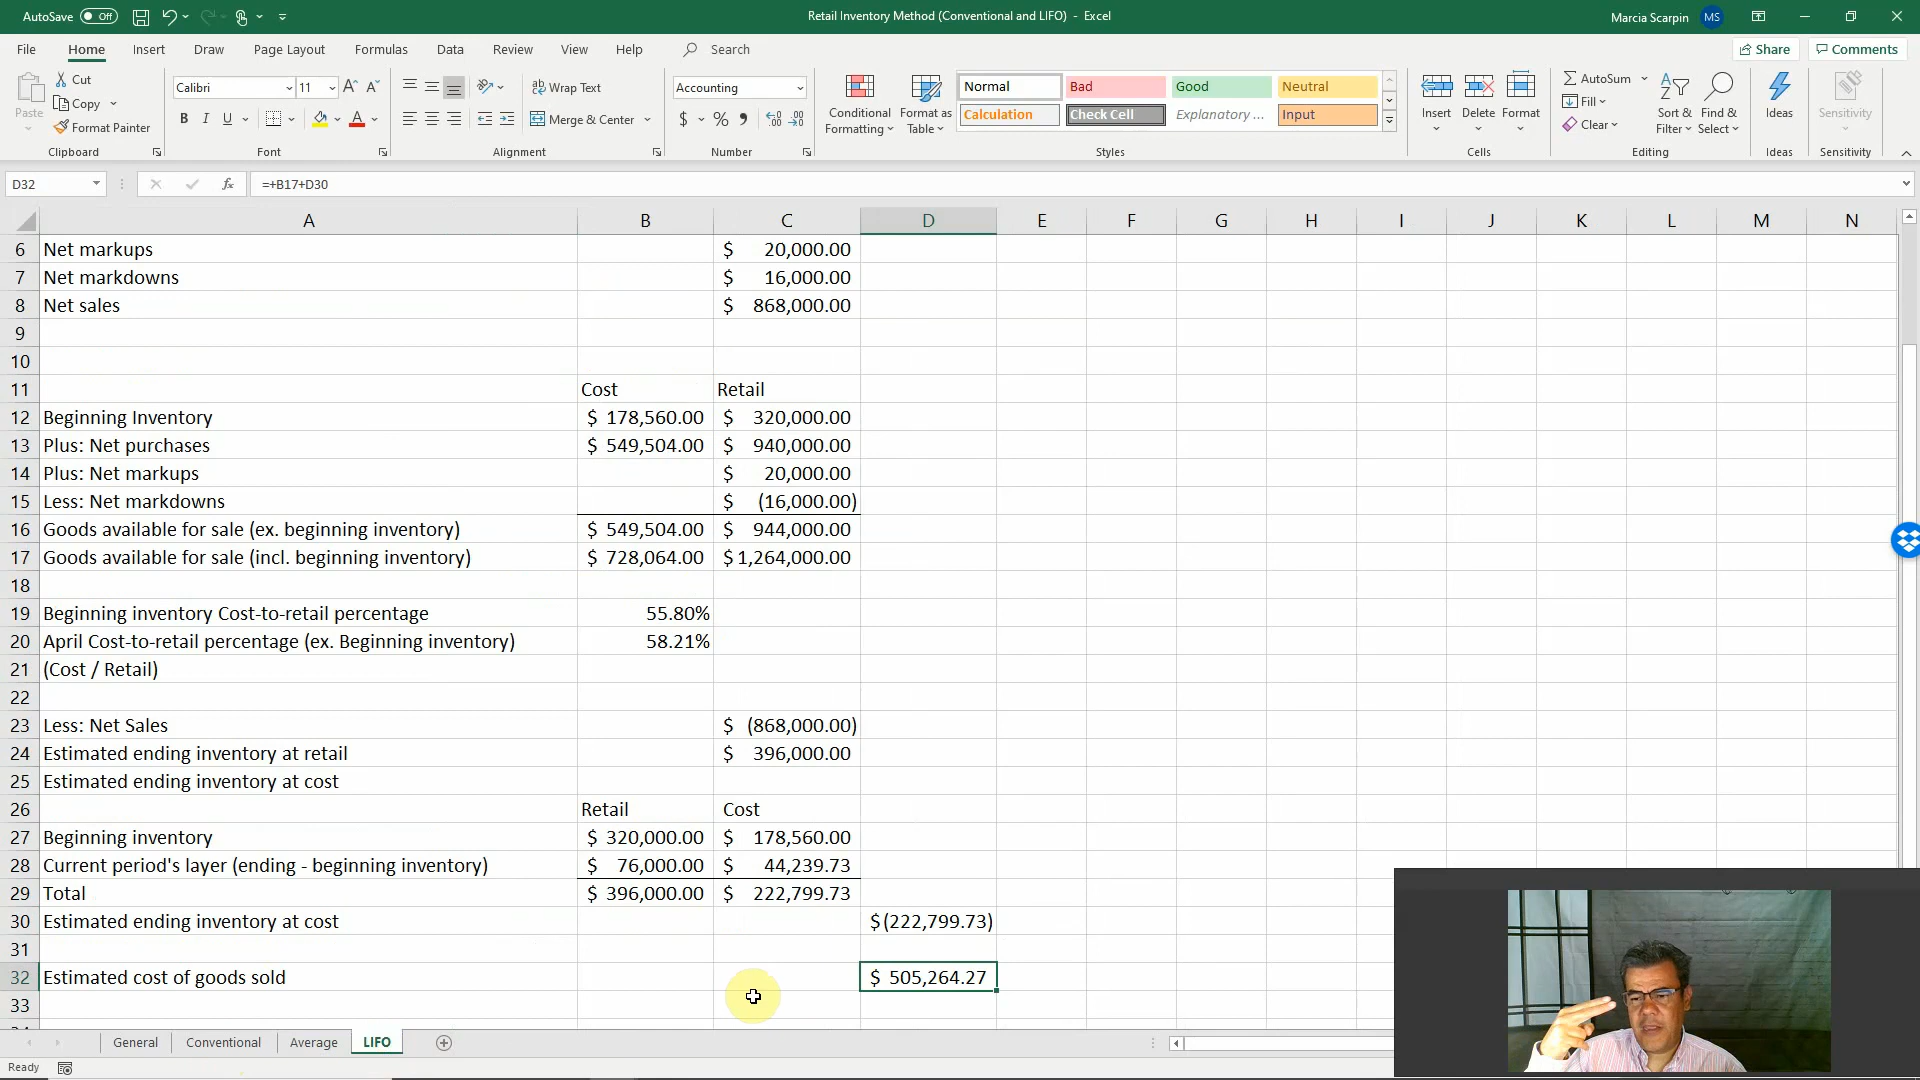 AutoSave Off
Retail Inventory Method (Conventional and LIFO) - Excel
Marcia Scarpin MS
File Home Insert Draw Page Layout Formulas Data Review View Help Search
Share Comments
Paste
Cut
Copy
Format Painter
Clipboard
Calibri 11
B I U
Font
Wrap Text
Merge & Center
Alignment
Accounting
$ % ,
Number
Conditional Formatting
Format as Table
Normal Bad Good Neutral
Calculation Check Cell Explanatory ... Input
Styles
Insert Delete Format
Cells
AutoSum
Fill
Clear
Sort & Filter
Find & Select
Editing
Ideas
Ideas
Sensitivity
Sensitivity
D32 fx =+B17+D30
A B C D E F G H I J K L M N
6 Net markups $ 20,000.00
7 Net markdowns $ 16,000.00
8 Net sales $ 868,000.00
9
10
11 Cost Retail
12 Beginning Inventory $ 178,560.00 $ 320,000.00
13 Plus: Net purchases $ 549,504.00 $ 940,000.00
14 Plus: Net markups $ 20,000.00
15 Less: Net markdowns $ (16,000.00)
16 Goods available for sale (ex. beginning inventory) $ 549,504.00 $ 944,000.00
17 Goods available for sale (incl. beginning inventory) $ 728,064.00 $ 1,264,000.00
18
19 Beginning inventory Cost-to-retail percentage 55.80%
20 April Cost-to-retail percentage (ex. Beginning inventory) 58.21%
21 (Cost / Retail)
22
23 Less: Net Sales $ (868,000.00)
24 Estimated ending inventory at retail $ 396,000.00
25 Estimated ending inventory at cost
26 Retail Cost
27 Beginning inventory $ 320,000.00 $ 178,560.00
28 Current period's layer (ending - beginning inventory) $ 76,000.00 $ 44,239.73
29 Total $ 396,000.00 $ 222,799.73
30 Estimated ending inventory at cost $ (222,799.73)
31
32 Estimated cost of goods sold $ 505,264.27
33
General Conventional Average LIFO
Ready